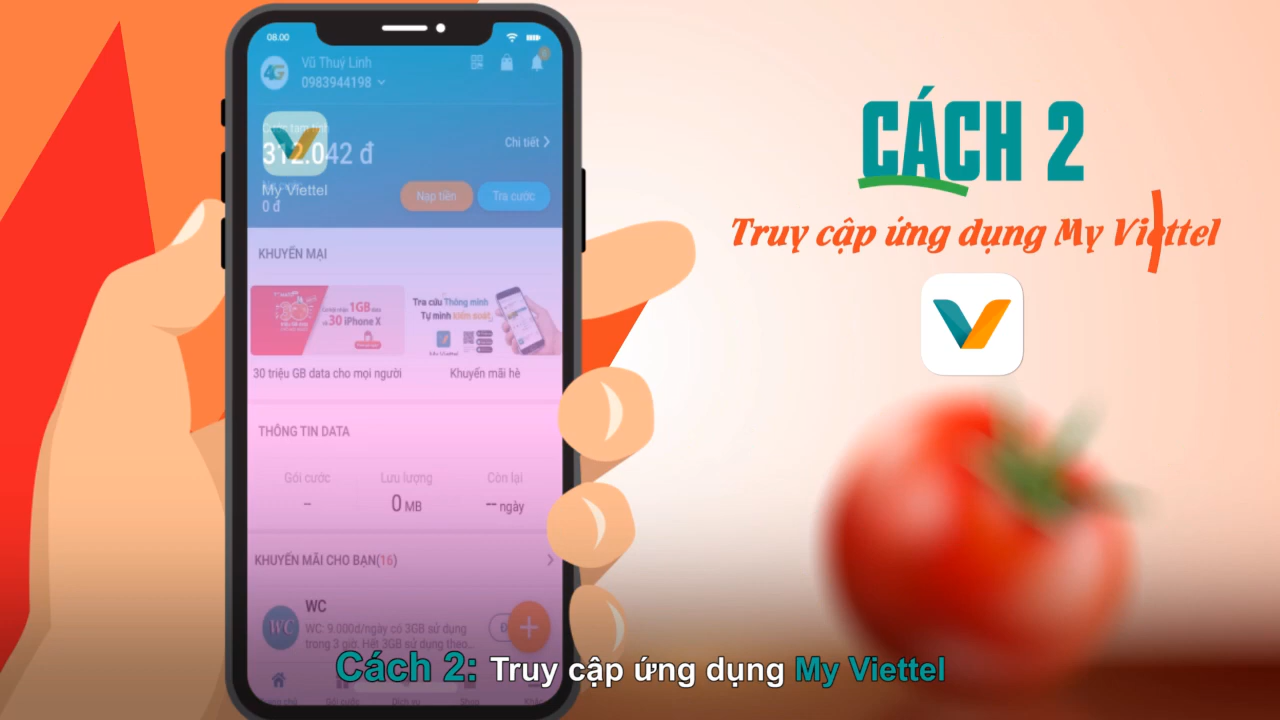 08.00
4G
Vũ Thuỳ Linh
0983944198
312.042 đ
Chi tiết
My Viettel
0 đ
Nạp tiền
Tra cước
KHUYẾN MẠI
1GB
30 iPhone X
Tra cứu Thông minh
Tự mình kiểm soát
30 triệu GB data cho mọi người
Khuyến mãi hè
THÔNG TIN DATA
Gói cước
Lưu lượng
Còn lại
--
0 MB
-- ngày
KHUYẾN MÃI CHO BẠN(16)
WC
WC
WC: 9.000đ/ngày có 3GB sử dụng
trong 3 giờ. Hết 3GB sử dụng theo...
CÁCH 2
Truy cập ứng dụng My Viettel
Cách 2: Truy cập ứng dụng My Viettel